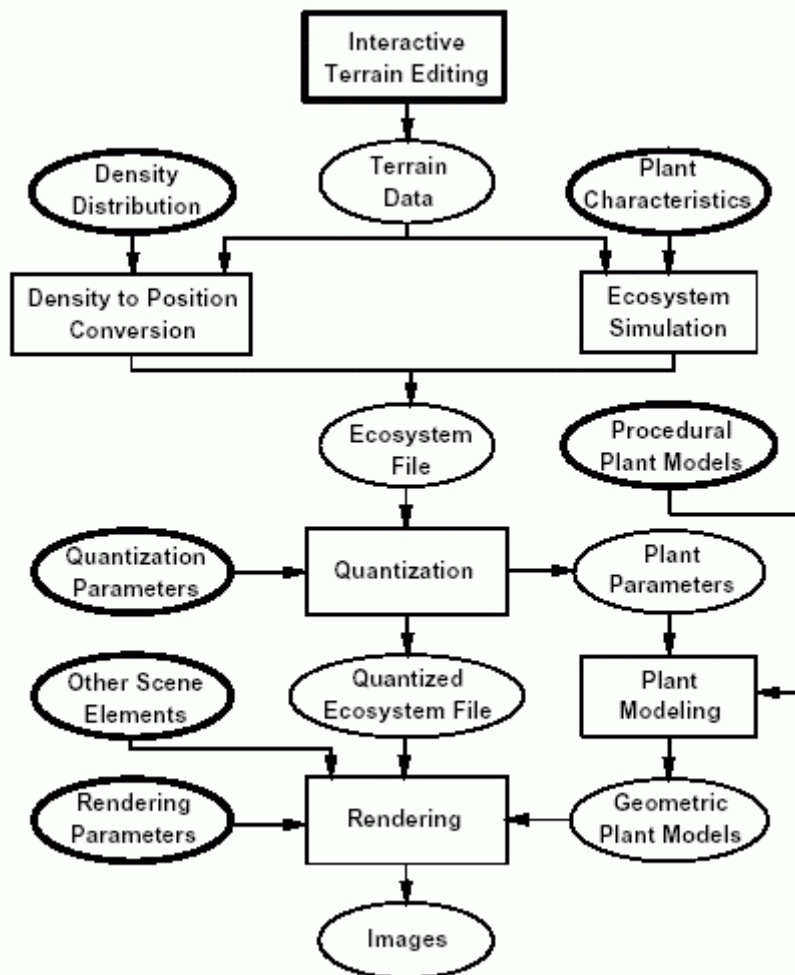 Interactive
Terrain Editing
Density
Distribution
Terrain
Data
Plant
Characteristics
Density to Position
Conversion
Ecosystem
Simulation
Ecosystem
File
Procedural
Plant Models
Quantization
Parameters
Quantization
Plant
Parameters
Other Scene
Elements
Quantized
Ecosystem File
Plant
Modeling
Rendering
Parameters
Rendering
Geometric
Plant Models
Images